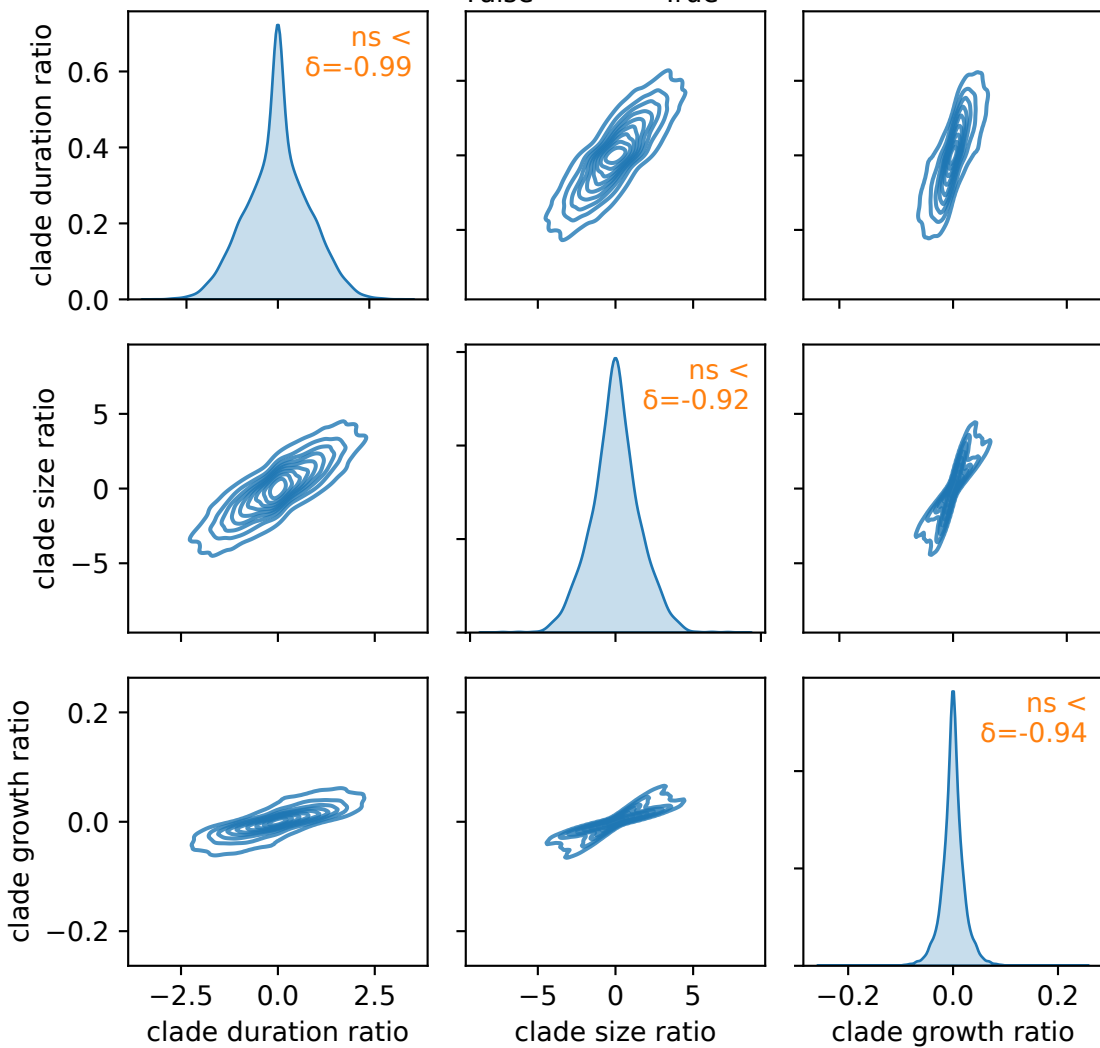 clade duration ratio
0.6
0.4
0.2
0.0
ns <
δ=-0.99
clade size ratio
5
0
−5
ns <
δ=-0.92
clade growth ratio
0.2
0.0
−0.2
ns <
δ=-0.94
−2.5 0.0 2.5
−5 0 5
−0.2 0.0 0.2
clade duration ratio
clade size ratio
clade growth ratio